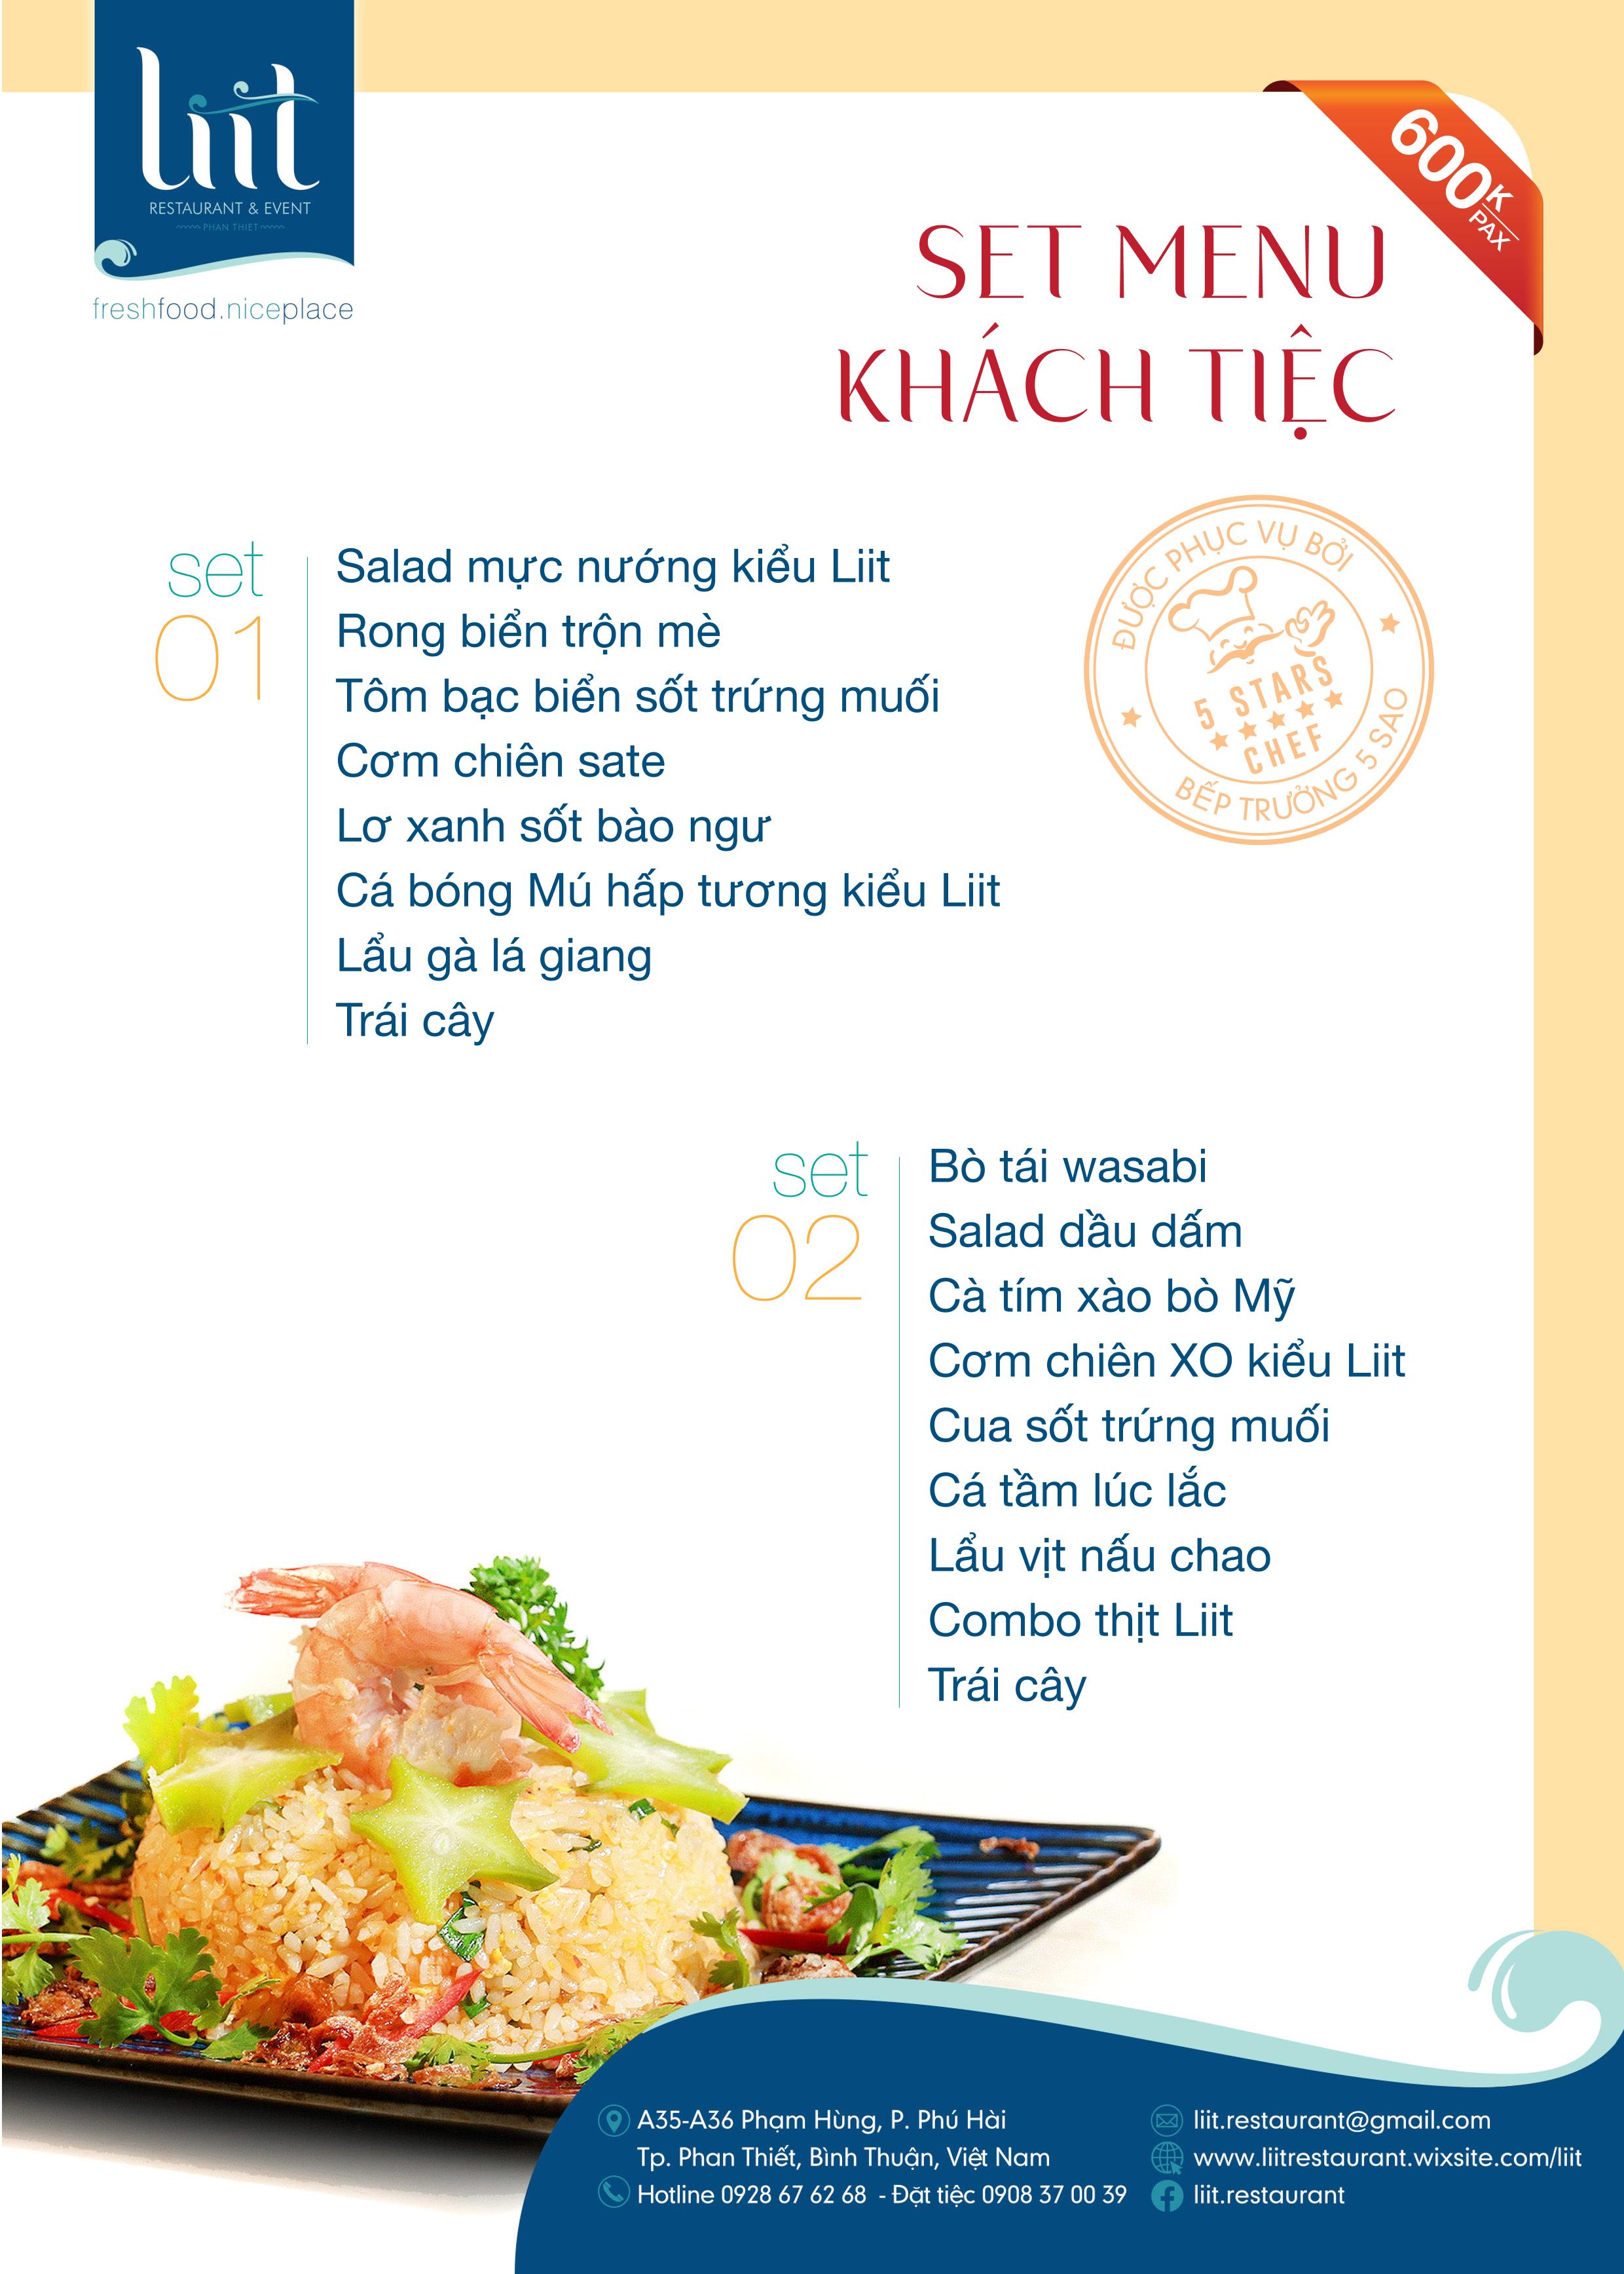 Liit
RESTAURANT & EVENT
PHAN THIET
freshfood.niceplace
600K
PAX
SET MENU
KHÁCH TIỆC
ĐƯỢC PHỤC VỤ BỞI
5 STARS
CHEF
BẾP TRƯỞNG 5 SAO
set
01
Salad mực nướng kiểu Liit
Rong biển trộn mè
Tôm bạc biển sốt trứng muối
Cơm chiên sate
Lơ xanh sốt bào ngư
Cá bóng Mú hấp tương kiểu Liit
Lẩu gà lá giang
Trái cây
set
02
Bò tái wasabi
Salad dầu dấm
Cà tím xào bò Mỹ
Cơm chiên XO kiểu Liit
Cua sốt trứng muối
Cá tầm lúc lắc
Lẩu vịt nấu chao
Combo thịt Liit
Trái cây
A35-A36 Phạm Hùng, P. Phú Hài
Tp. Phan Thiết, Bình Thuận, Việt Nam
Hotline 0928 67 62 68 - Đặt tiệc 0908 37 00 39
liit.restaurant@gmail.com
www.liitrestaurant.wixsite.com/liit
liit.restaurant